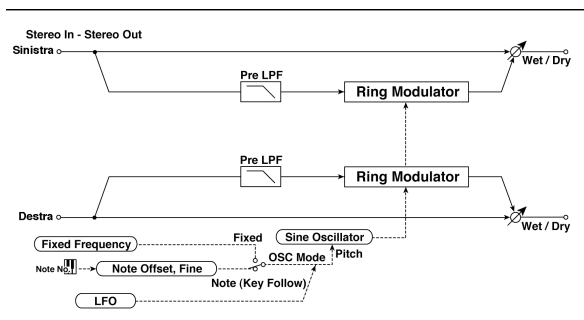 Stereo In - Stereo Out
Sinistra
Wet / Dry
Pre LPF
Ring Modulator
Pre LPF
Ring Modulator
Destra
Wet / Dry
Fixed Frequency
Fixed
Sine Oscillator
OSC Mode
Pitch
Note No.
Note Offset, Fine
Note (Key Follow)
LFO